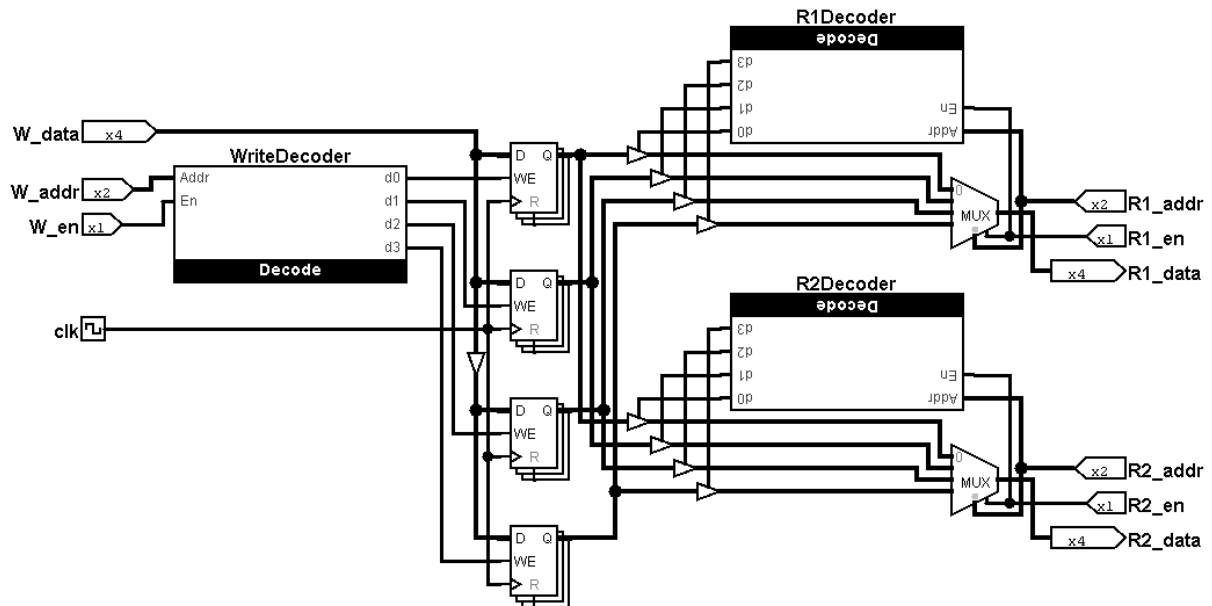 R1Decoder
Decode
d3
d2
d1
d0
En
Addr
W_data
x4
WriteDecoder
W_addr
x2
W_en
x1
Addr
En
d0
d1
d2
d3
Decode
clk
D Q
WE
R
D Q
WE
R
D Q
WE
R
D Q
WE
R
0
MUX
x2
R1_addr
x1
R1_en
x4
R1_data
R2Decoder
Decode
d3
d2
d1
d0
En
Addr
0
MUX
x2
R2_addr
x1
R2_en
x4
R2_data